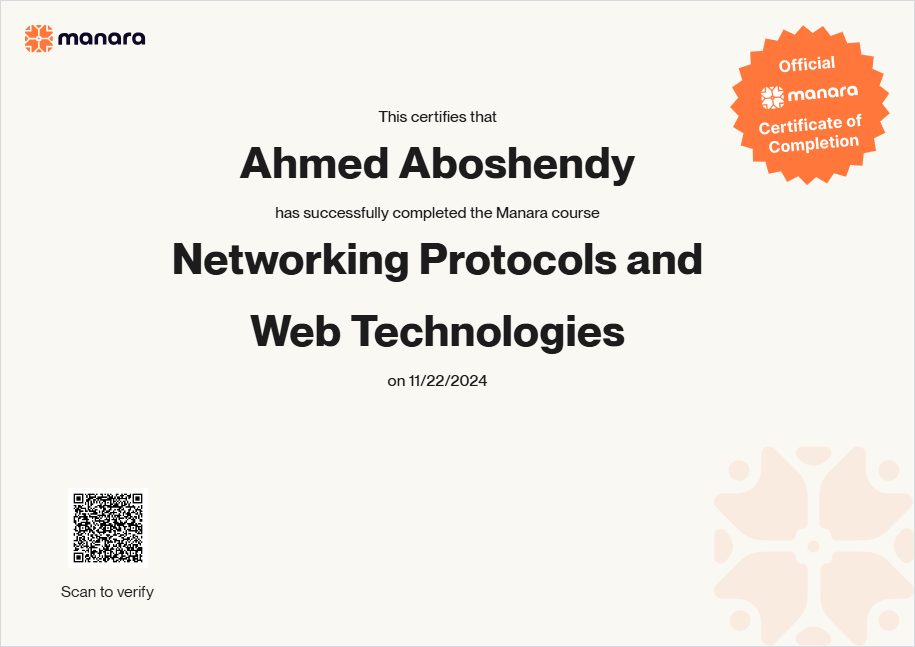 manara
Official
manara
Certificate of
Completion
This certifies that
Ahmed Aboshendy
has successfully completed the Manara course
Networking Protocols and
Web Technologies
on 11/22/2024
Scan to verify